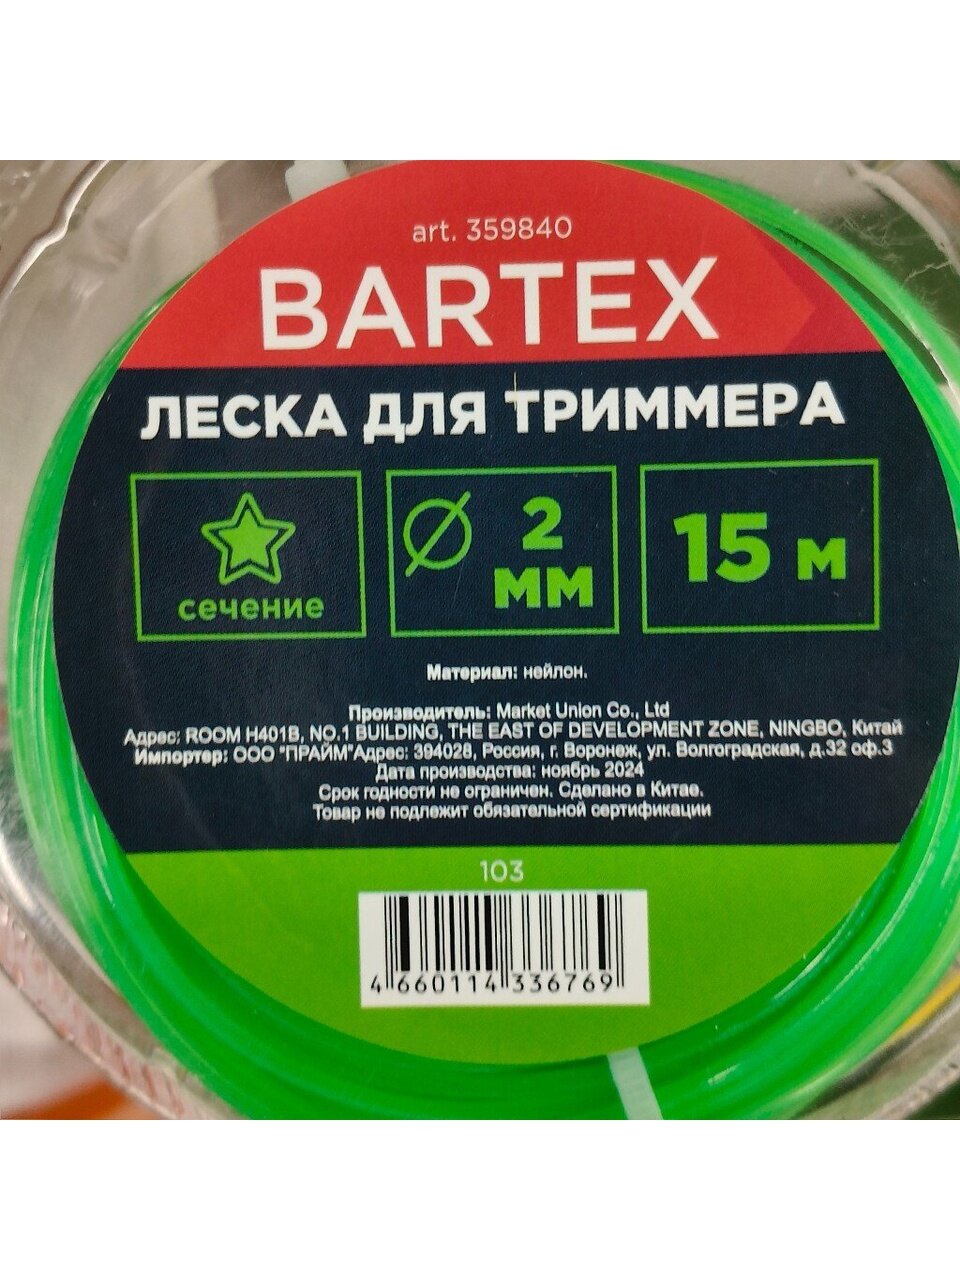 art. 359840
BARTEX
ЛЕСКА ДЛЯ ТРИММЕРА
сечение
Ø 2 мм
15 м
Материал: нейлон.
Производитель: Market Union Co., Ltd
Адрес: ROOM H401B, NO.1 BUILDING, THE EAST OF DEVELOPMENT ZONE, NINGBO, Китай
Импортер: ООО "ПРАЙМ"Адрес: 394028, Россия, г. Воронеж, ул. Волгоградская, д.32 оф.3
Дата производства: ноябрь 2024
Срок годности не ограничен. Сделано в Китае.
Товар не подлежит обязательной сертификации
103
4 660114 336769